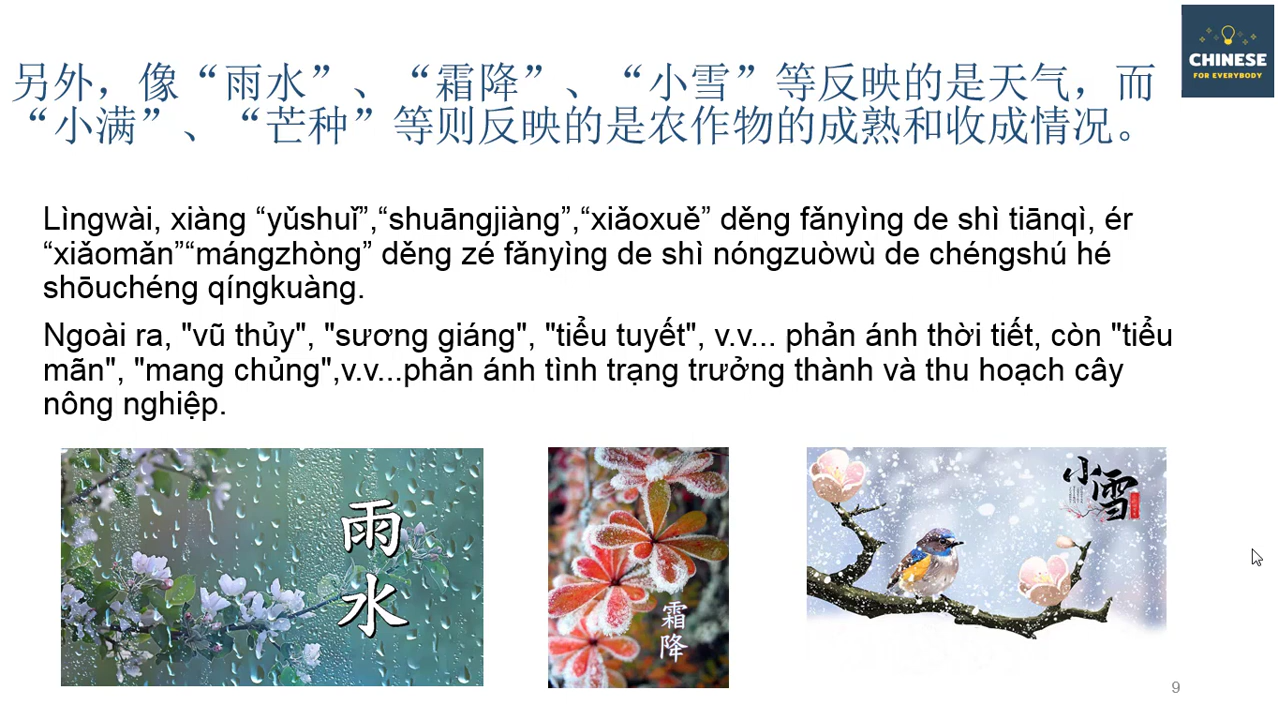 CHINESE
FOR EVERYBODY
另外，像“雨水”、“霜降”、“小雪”等反映的是天气，而
“小满”、“芒种”等则反映的是农作物的成熟和收成情况。
Lìngwài, xiàng “yǔshuǐ”,“shuāngjiàng”,“xiǎoxuě” děng fǎnyìng de shì tiānqì, ér
“xiǎomǎn”“mángzhòng” děng zé fǎnyìng de shì nóngzuòwù de chéngshú hé
shōuchéng qíngkuàng.
Ngoài ra, "vũ thủy", "sương giáng", "tiểu tuyết", v.v... phản ánh thời tiết, còn "tiểu
mãn", "mang chủng",v.v...phản ánh tình trạng trưởng thành và thu hoạch cây
nông nghiệp.
雨水
霜降
小雪
9